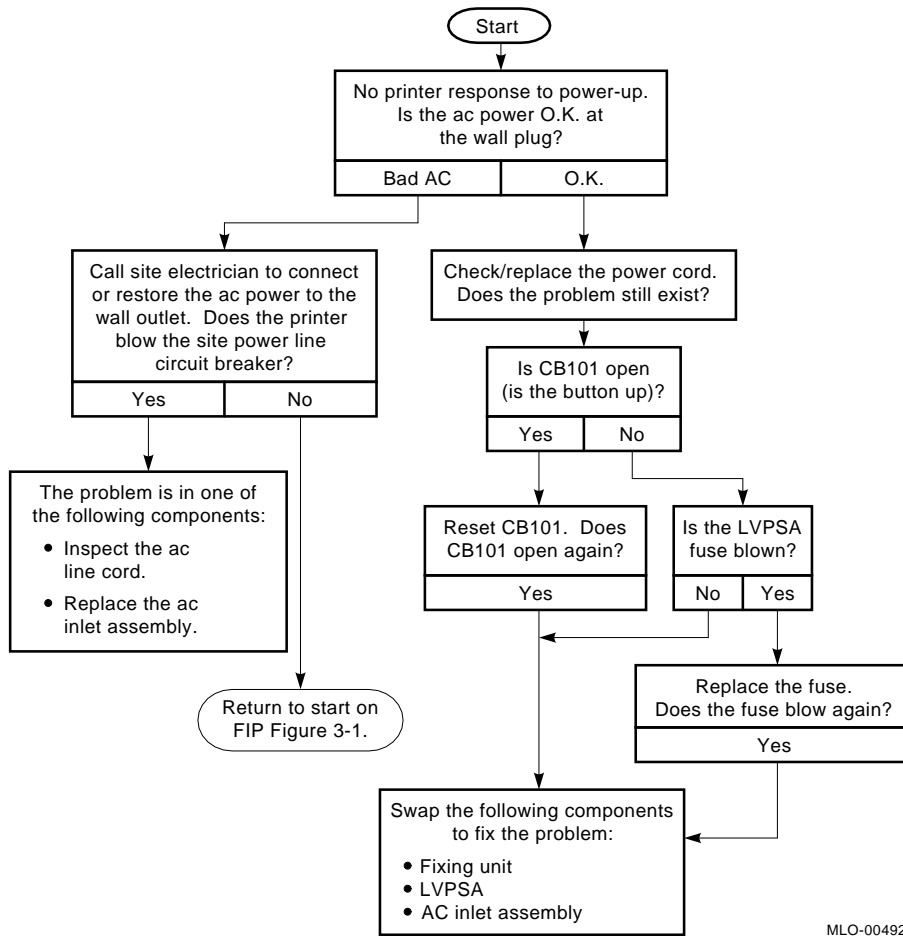 Start
No printer response to power-up.
Is the ac power O.K. at
the wall plug?
Bad AC
O.K.
Call site electrician to connect
or restore the ac power to the
wall outlet. Does the printer
blow the site power line
circuit breaker?
Yes
No
Check/replace the power cord.
Does the problem still exist?
Is CB101 open
(is the button up)?
Yes
No
The problem is in one of
the following components:
• Inspect the ac
line cord.
• Replace the ac
inlet assembly.
Reset CB101. Does
CB101 open again?
Yes
Is the LVPSA
fuse blown?
No
Yes
Return to start on
FIP Figure 3-1.
Replace the fuse.
Does the fuse blow again?
Yes
Swap the following components
to fix the problem:
• Fixing unit
• LVPSA
• AC inlet assembly
MLO-00492